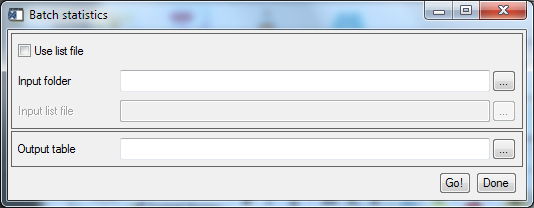 Batch statistics
Use list file
Input folder
...
Input list file
...
Output table
...
Go!
Done